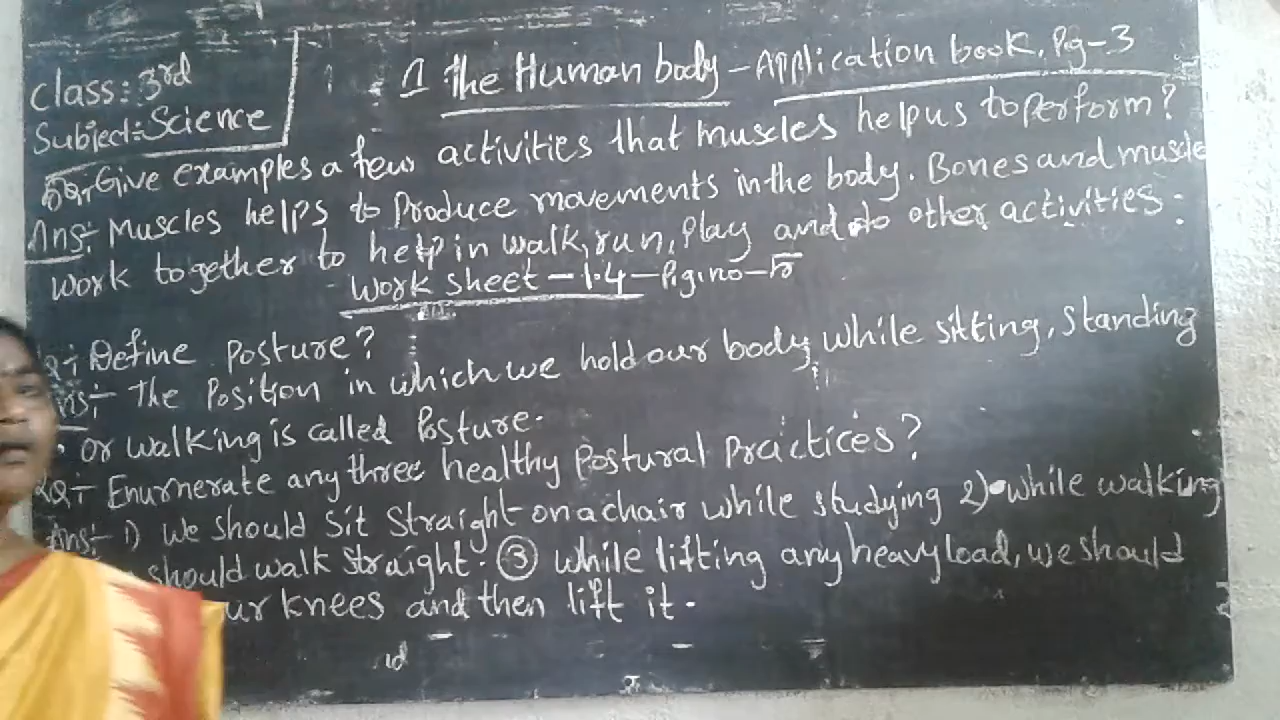 Class: 3rd
Subject:- Science
1 The Human body - Application book. Pg-3
5Q:- Give examples a few activities that muscles help us to perform?
Ans:- Muscles helps to Produce movements in the body. Bones and muscle
work together to help in walk, run, Play and do other activities.
Work sheet - 1.4 - Pg.no -
Q:- Define Posture?
Ans:- The Position in which we hold our body while sitting, Standing
or walking is called Posture.
2Q:- Enumerate any three healthy Postural Practices?
Ans:- 1) We should Sit Straight on a chair while studying 2) while walking
should walk Straight. 3 while lifting any heavy load, we should
ur knees and then lift it.